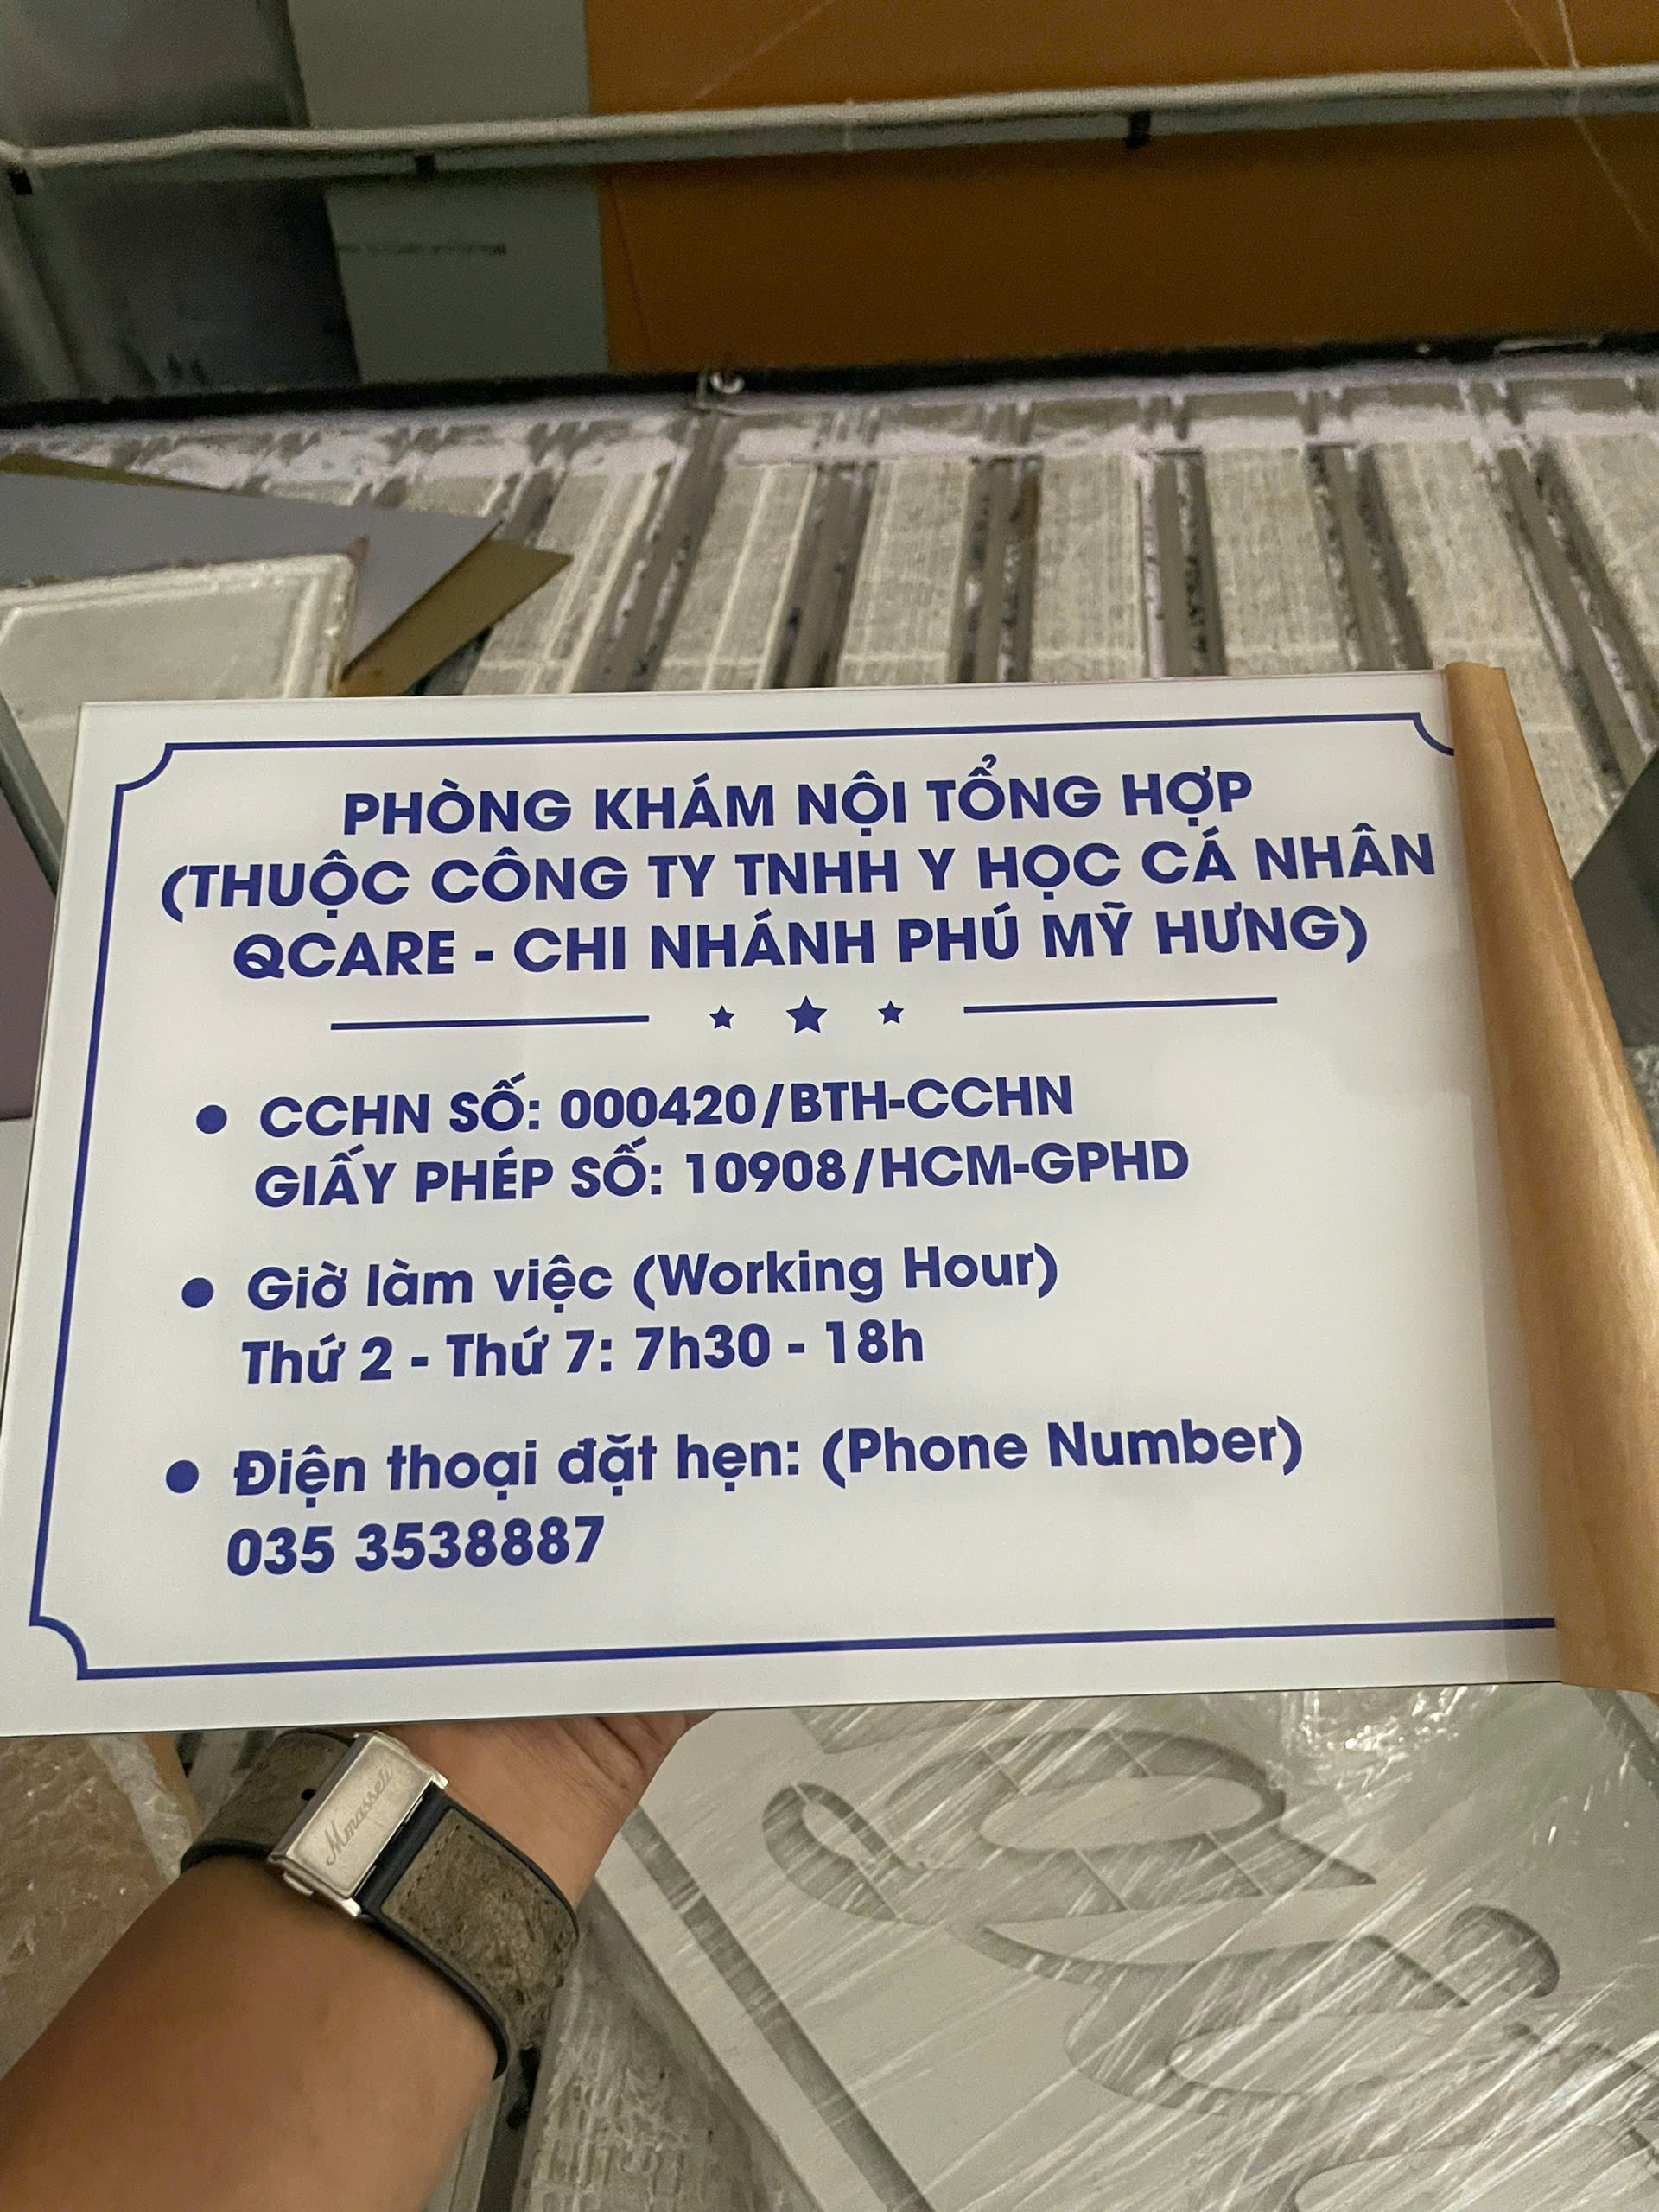 PHÒNG KHÁM NỘI TỔNG HỢP
(THUỘC CÔNG TY TNHH Y HỌC CÁ NHÂN
QCARE - CHI NHÁNH PHÚ MỸ HƯNG)
● CCHN SỐ: 000420/BTH-CCHN
GIẤY PHÉP SỐ: 10908/HCM-GPHD
● Giờ làm việc (Working Hour)
Thứ 2 - Thứ 7: 7h30 - 18h
● Điện thoại đặt hẹn: (Phone Number)
035 3538887